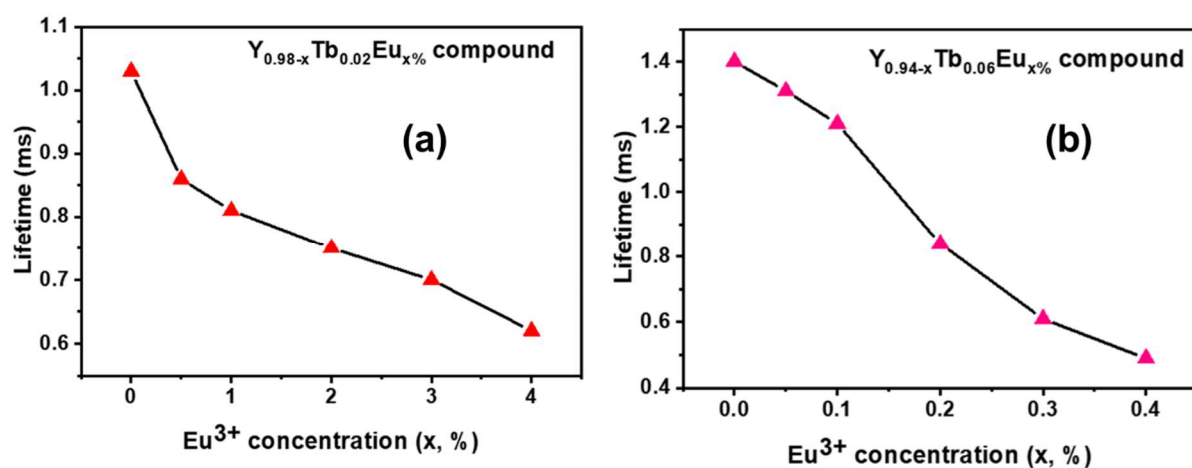 Y0.98-xTb0.02Eux% compound
(a)
1.1
1.0
0.9
0.8
0.7
0.6
Lifetime (ms)
0
1
2
3
4
Eu3+ concentration (x, %)
Y0.94-xTb0.06Eux% compound
(b)
1.4
1.2
1.0
0.8
0.6
0.4
Lifetime (ms)
0.0
0.1
0.2
0.3
0.4
Eu3+ concentration (x, %)